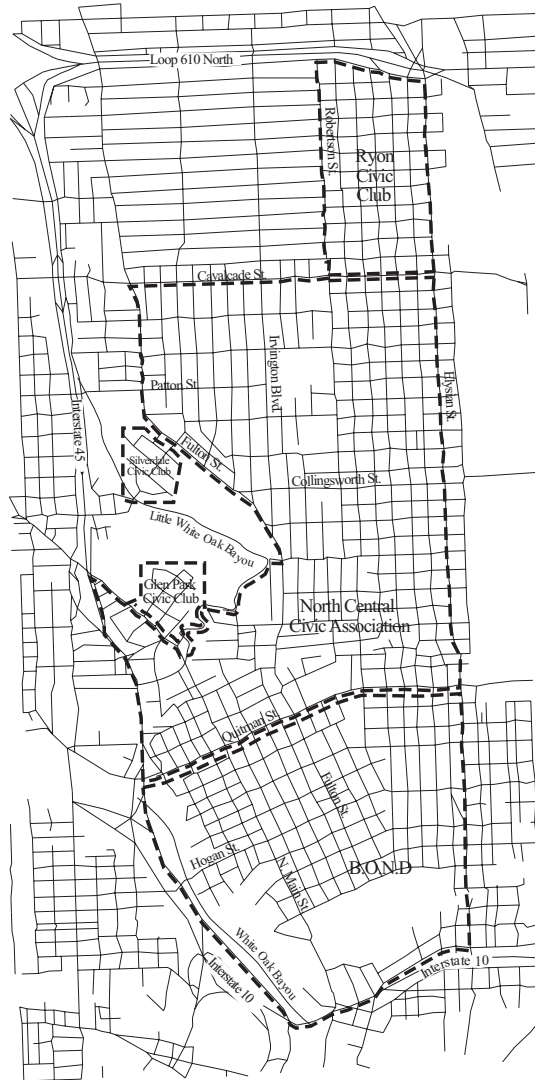 Loop 610 North
Robertson St.
Ryon
Civic
Club
Cavalcade St.
Irvington Blvd.
Patton St.
Elysian St.
Interstate 45
Fulton St.
Silverdale
Civic Club
Collingsworth St.
Little White Oak Bayou
Glen Park
Civic Club
North Central
Civic Association
Quitman St.
Fulton St.
Hogan St.
N. Main St.
B.O.N.D
White Oak Bayou
Interstate 10
Interstate 10